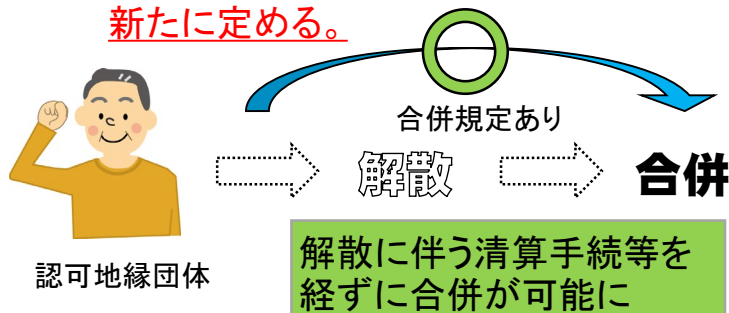 新たに定める。
合併規定あり
解散
合併
認可地縁団体
解散に伴う清算手続等を
経ずに合併が可能に